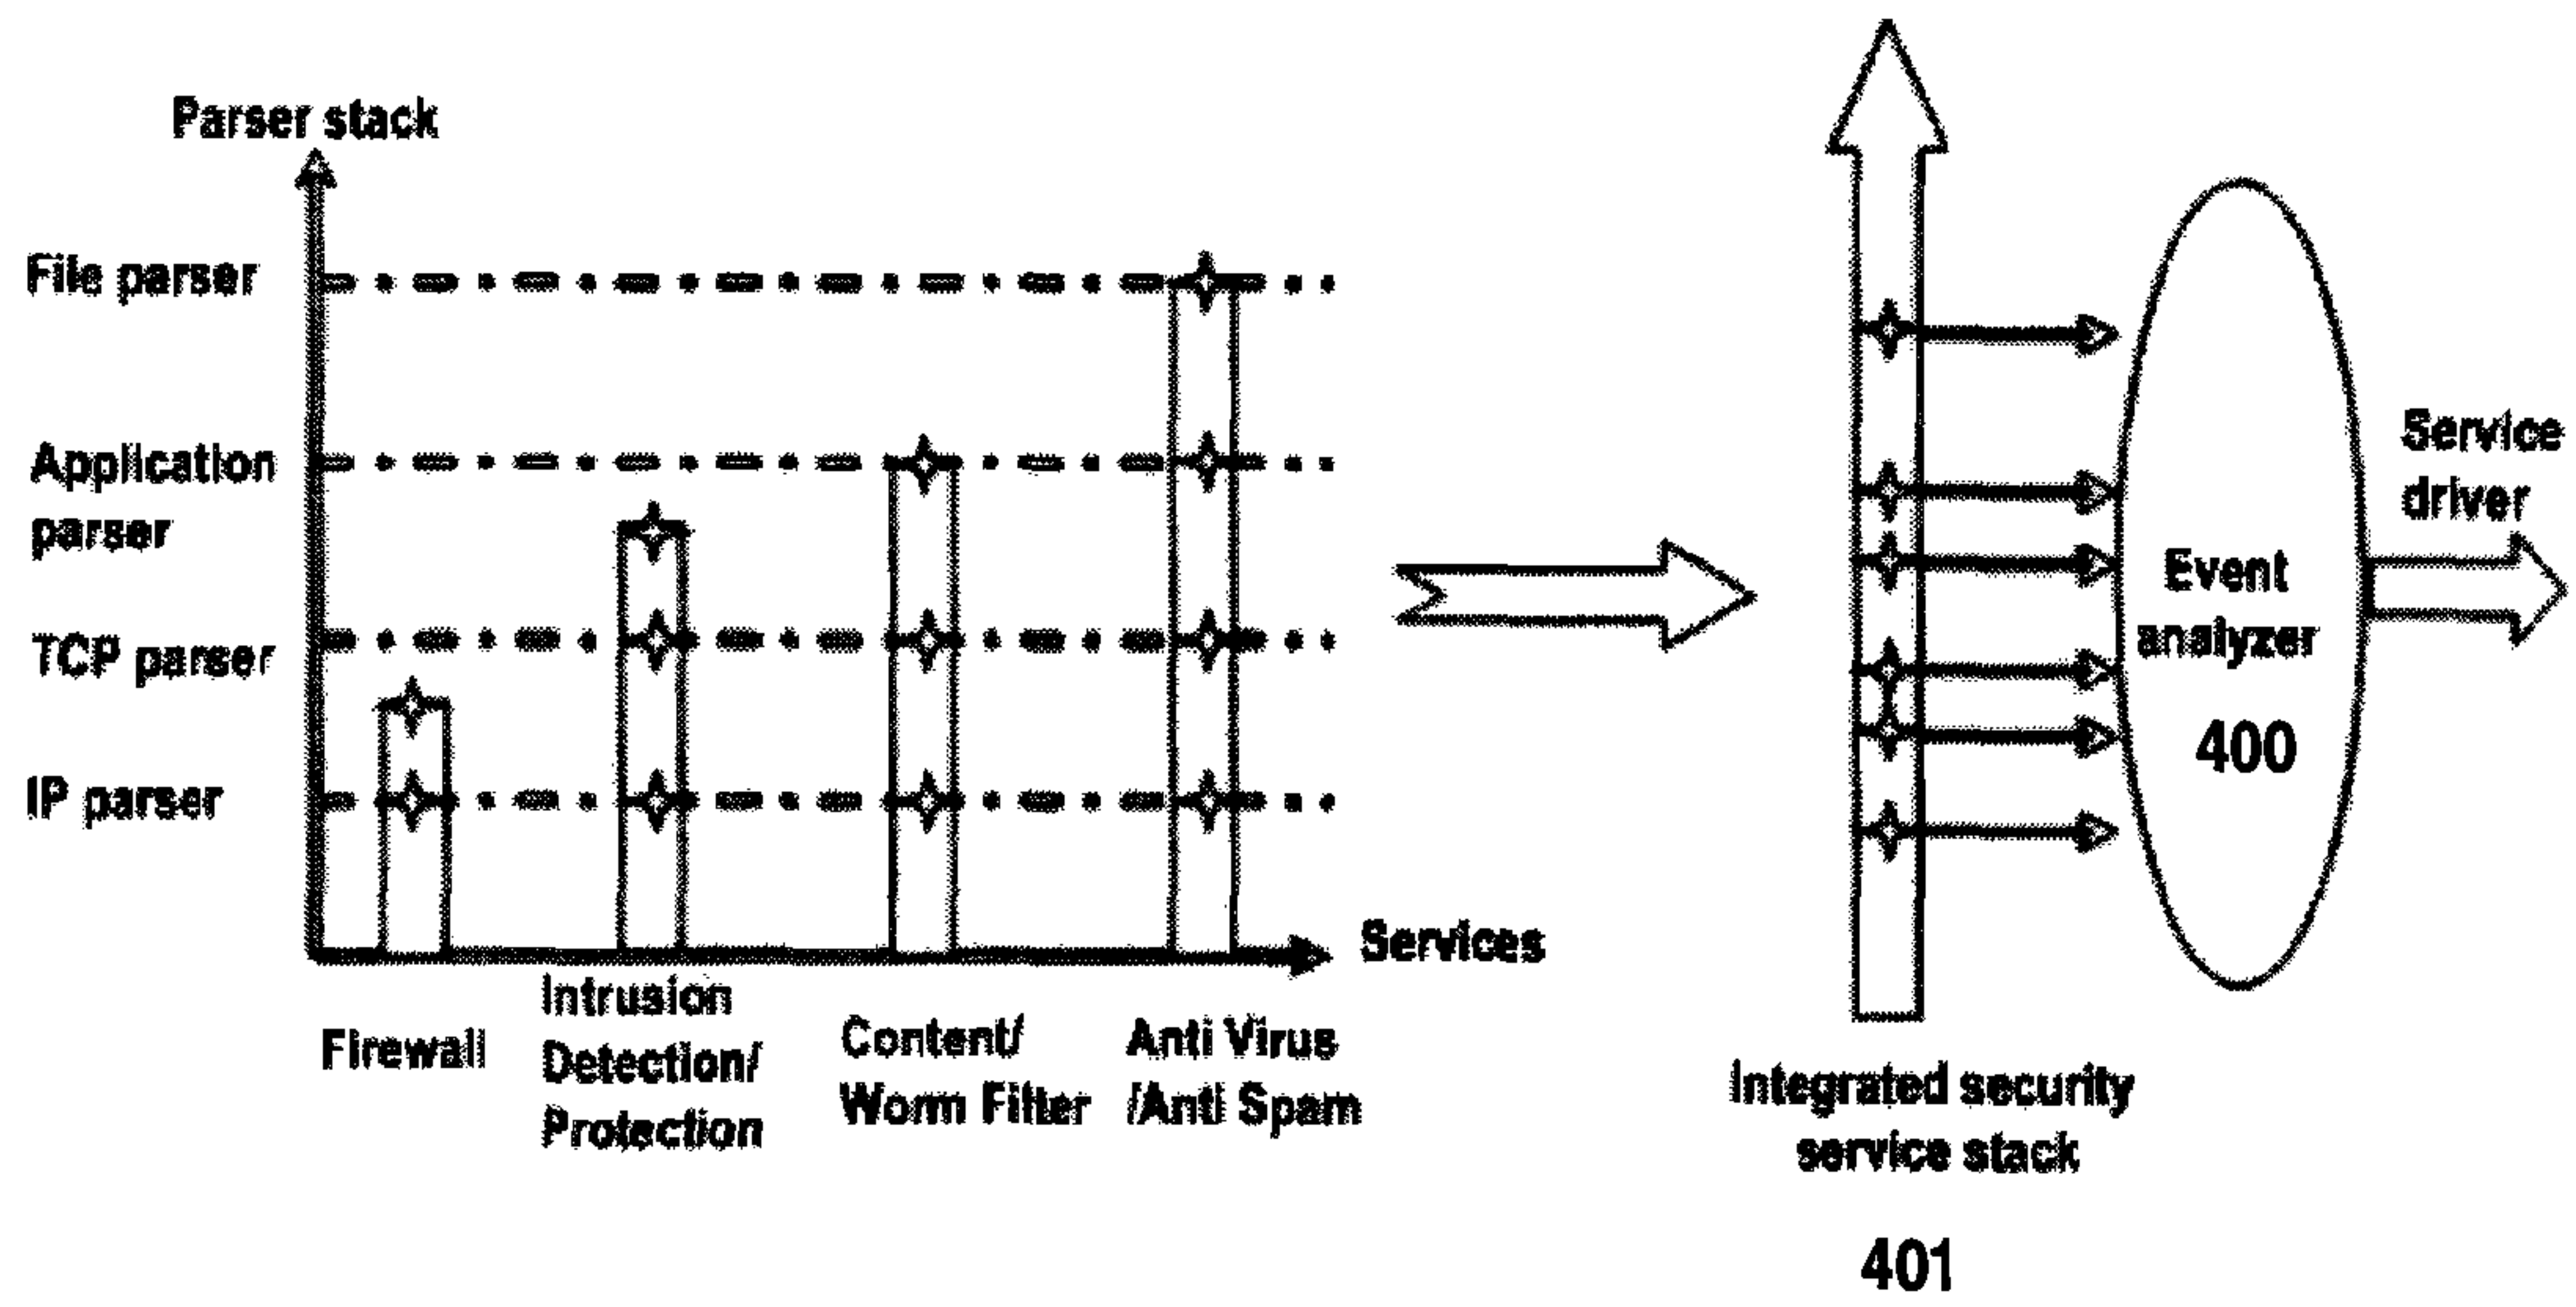 Parser stack
File parser
Application
parser
TCP parser
IP parser
Services
Firewall
Intrusion
Detection/
Protection
Content/
Worm Filter
Anti Virus
/Anti Spam
Integrated security
service stack
401
Event
analyzer
400
Service
driver